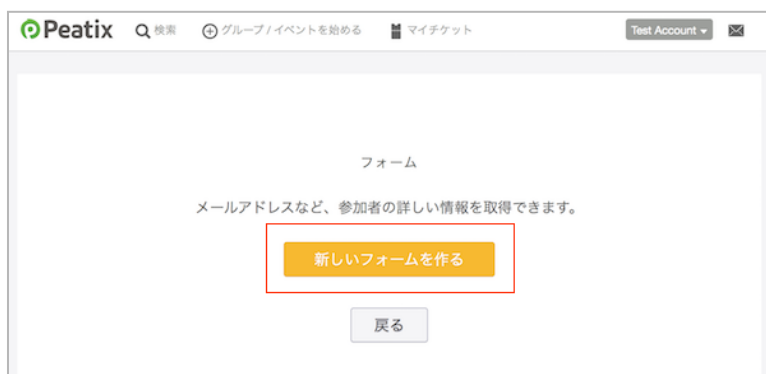 Peatix 検索 グループ / イベントを始める マイチケット Test Account
フォーム
メールアドレスなど、参加者の詳しい情報を取得できます。
新しいフォームを作る
戻る